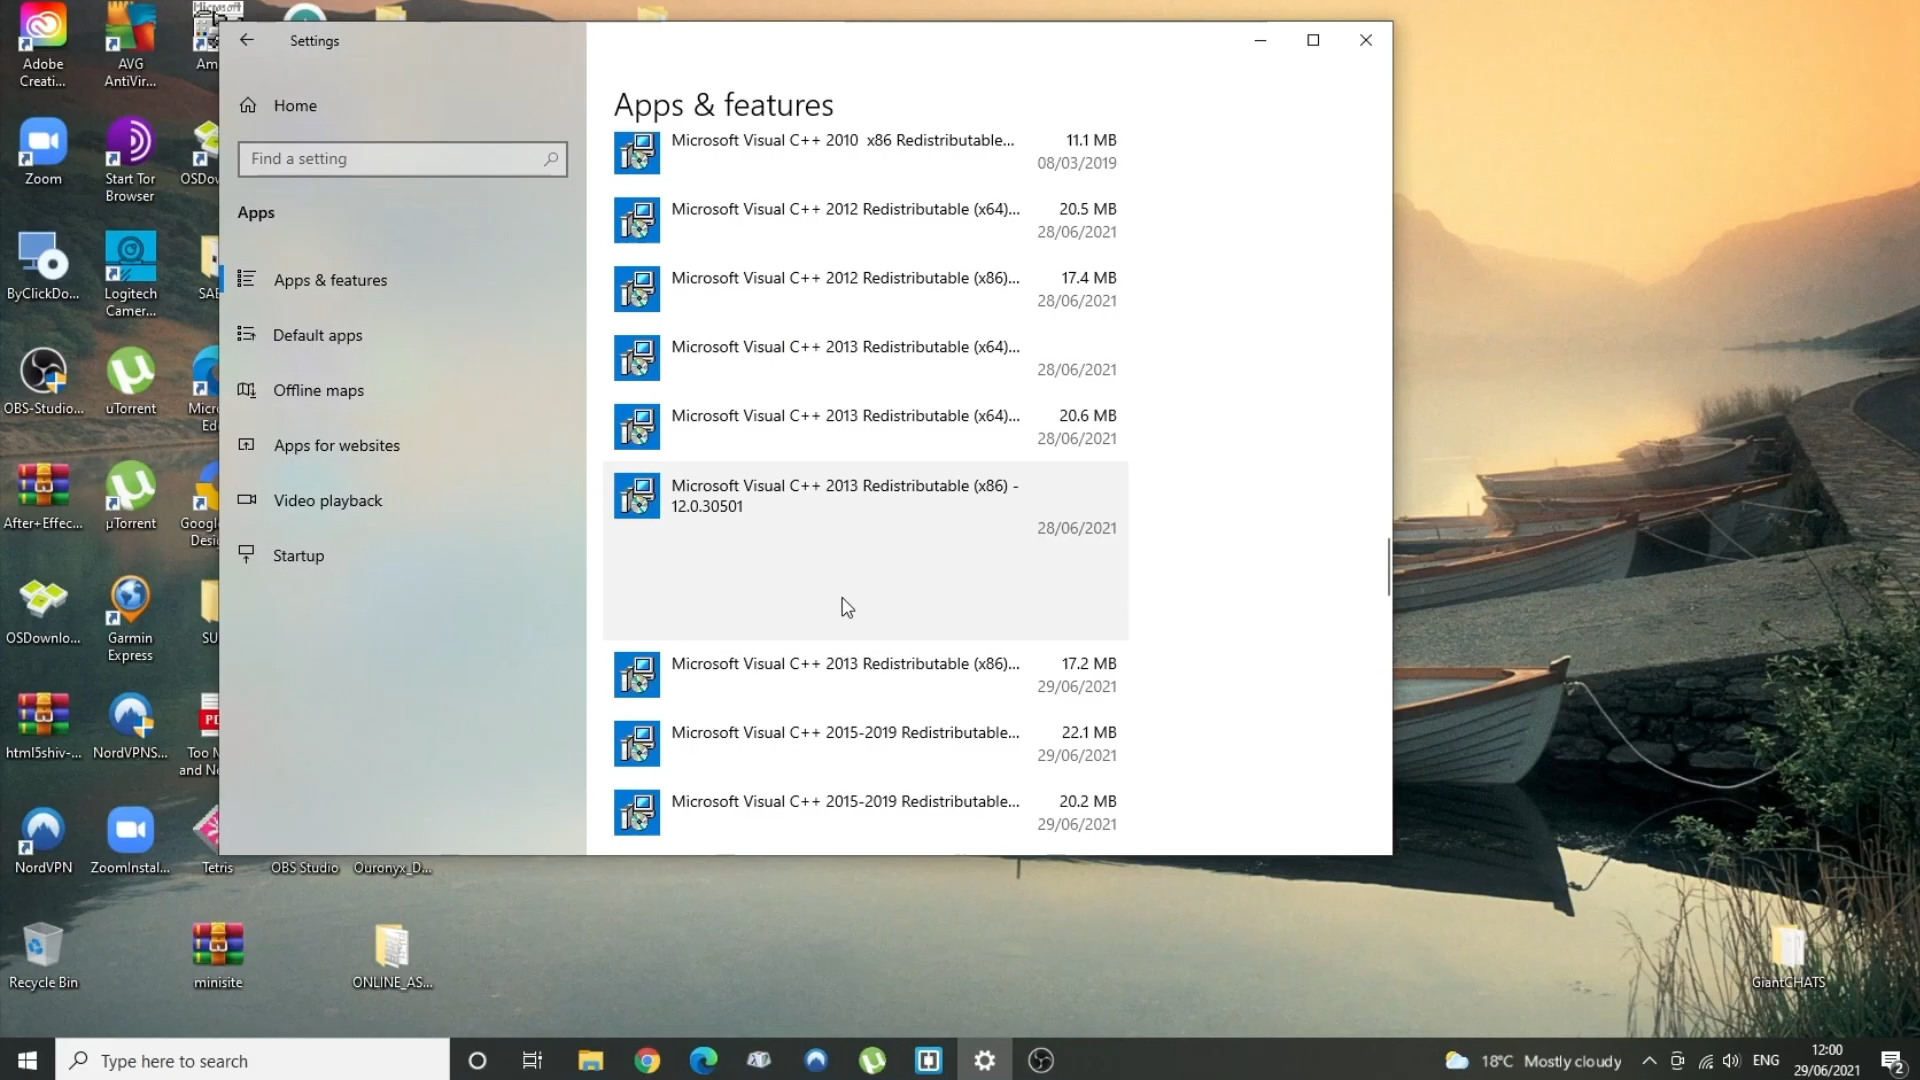 Microsoft
Adobe
Creati...
AVG
AntiVir...
Am
Zoom
Start Tor
Browser
OSDow
ByClickDo...
Logitech
Camer...
SAE
OBS-Studio...
uTorrent
Micro
Ed
After+Effec...
µTorrent
Google
Desi
OSDownlo...
Garmin
Express
SU
html5shiv-...
NordVPNS...
Too M
and Ne
NordVPN
ZoomInstal...
Tetris
OBS Studio
Ouronyx_D...
Recycle Bin
minisite
ONLINE_AS...
GiantCHATS
Settings
Home
Find a setting
Apps
Apps & features
Default apps
Offline maps
Apps for websites
Video playback
Startup
Apps & features
Microsoft Visual C++ 2010  x86 Redistributable...
11.1 MB
08/03/2019
Microsoft Visual C++ 2012 Redistributable (x64)...
20.5 MB
28/06/2021
Microsoft Visual C++ 2012 Redistributable (x86)...
17.4 MB
28/06/2021
Microsoft Visual C++ 2013 Redistributable (x64)...
28/06/2021
Microsoft Visual C++ 2013 Redistributable (x64)...
20.6 MB
28/06/2021
Microsoft Visual C++ 2013 Redistributable (x86) -
12.0.30501
28/06/2021
Microsoft Visual C++ 2013 Redistributable (x86)...
17.2 MB
29/06/2021
Microsoft Visual C++ 2015-2019 Redistributable...
22.1 MB
29/06/2021
Microsoft Visual C++ 2015-2019 Redistributable...
20.2 MB
29/06/2021
Type here to search
18°C Mostly cloudy
ENG
12:00
29/06/2021
2